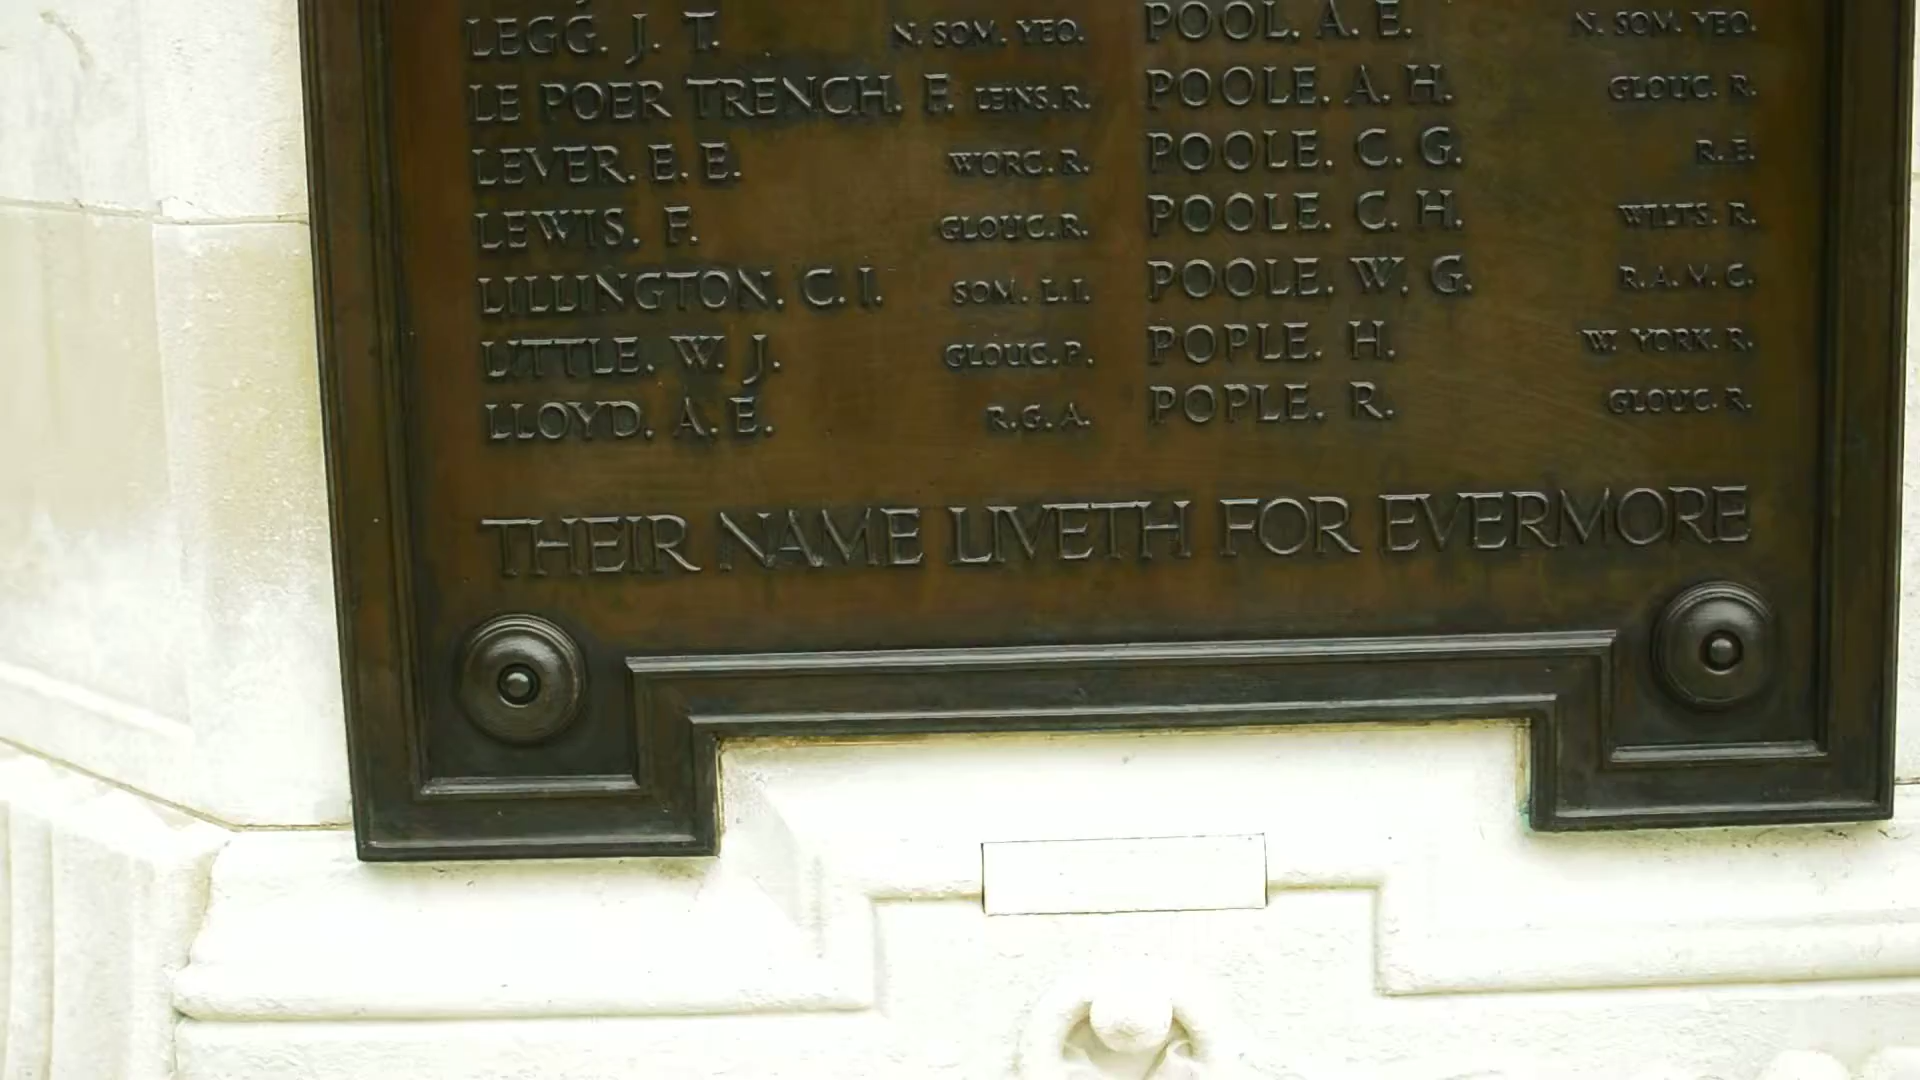 LEGG. J. T. N. SOM. YEO.
LE POER TRENCH. F. LEINS.R.
LEVER. E. E. WORC. R.
LEWIS. F. GLOUC.R.
LILLINGTON. C. I. SOM. L.I.
LITTLE. W. J. GLOUC.R.
LLOYD. A. E. R.G.A.
POOL. A. E. N. SOM. YEO.
POOLE. A. H. GLOUC. R.
POOLE. C. G. R.E.
POOLE. C. H. WILTS. R.
POOLE. W. G. R.A.M.C.
POPLE. H. W. YORK. R.
POPLE. R. GLOUC. R.
THEIR NAME LIVETH FOR EVERMORE